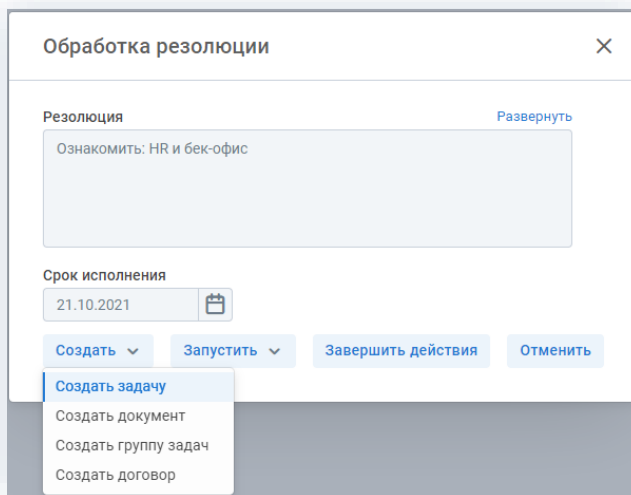 Обработка резолюции
Резолюция Развернуть
Ознакомить: HR и бек-офис
Срок исполнения
21.10.2021
Создать Запустить Завершить действия Отменить
Создать задачу
Создать документ
Создать группу задач
Создать договор